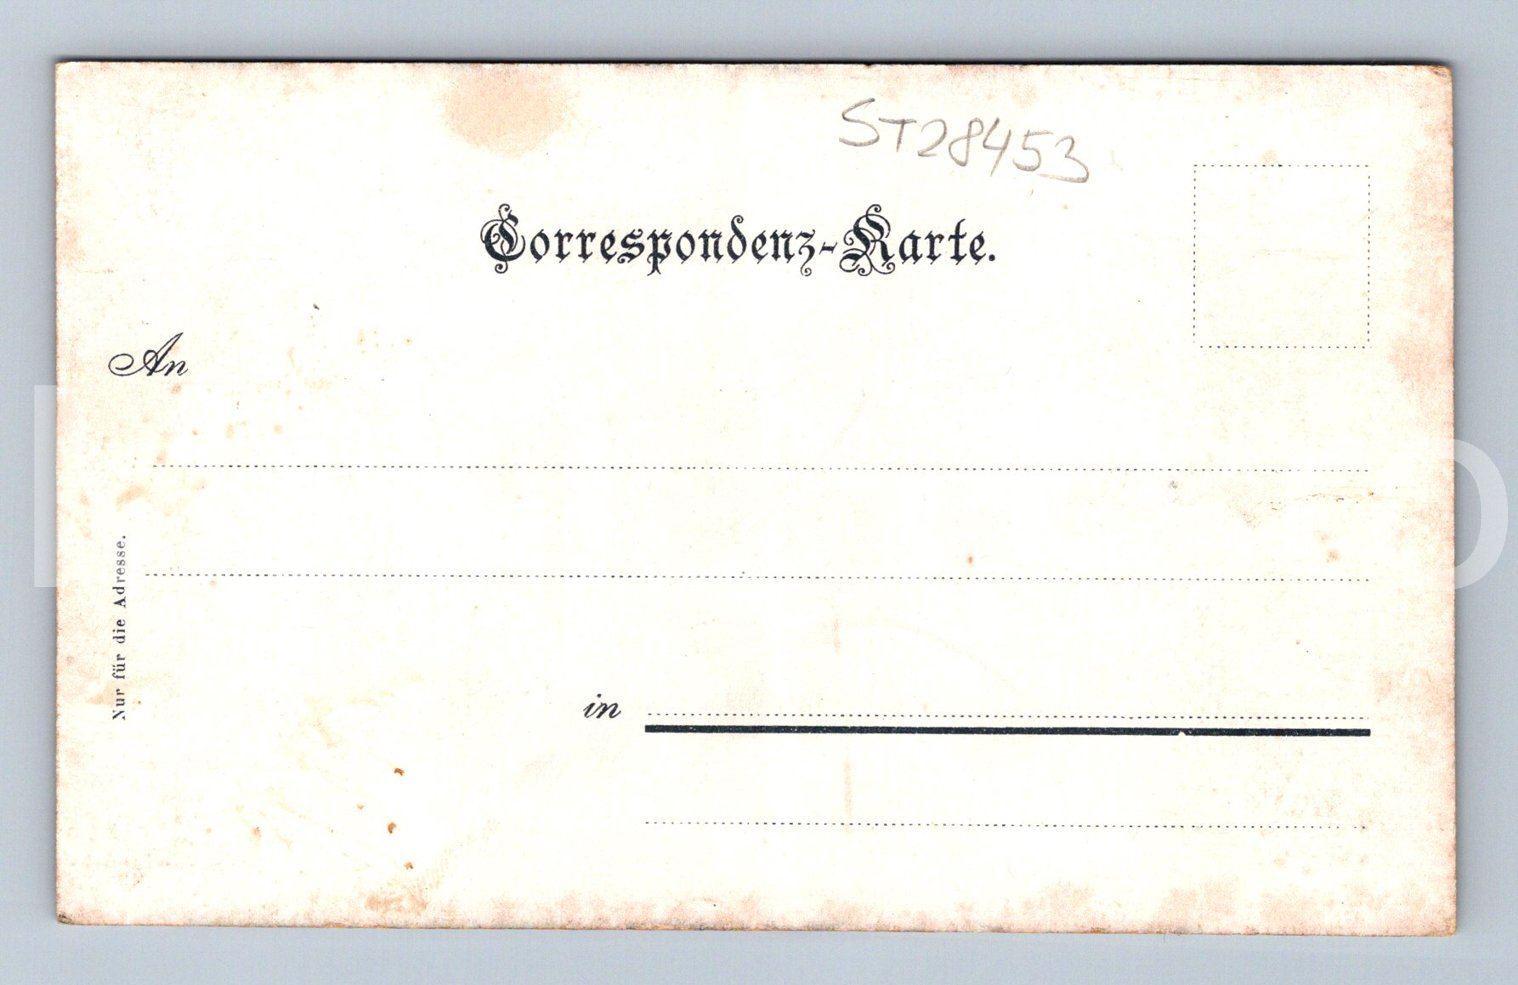 ST28453
Correspondenz-Karte.
An
Nur für die Adresse.
in